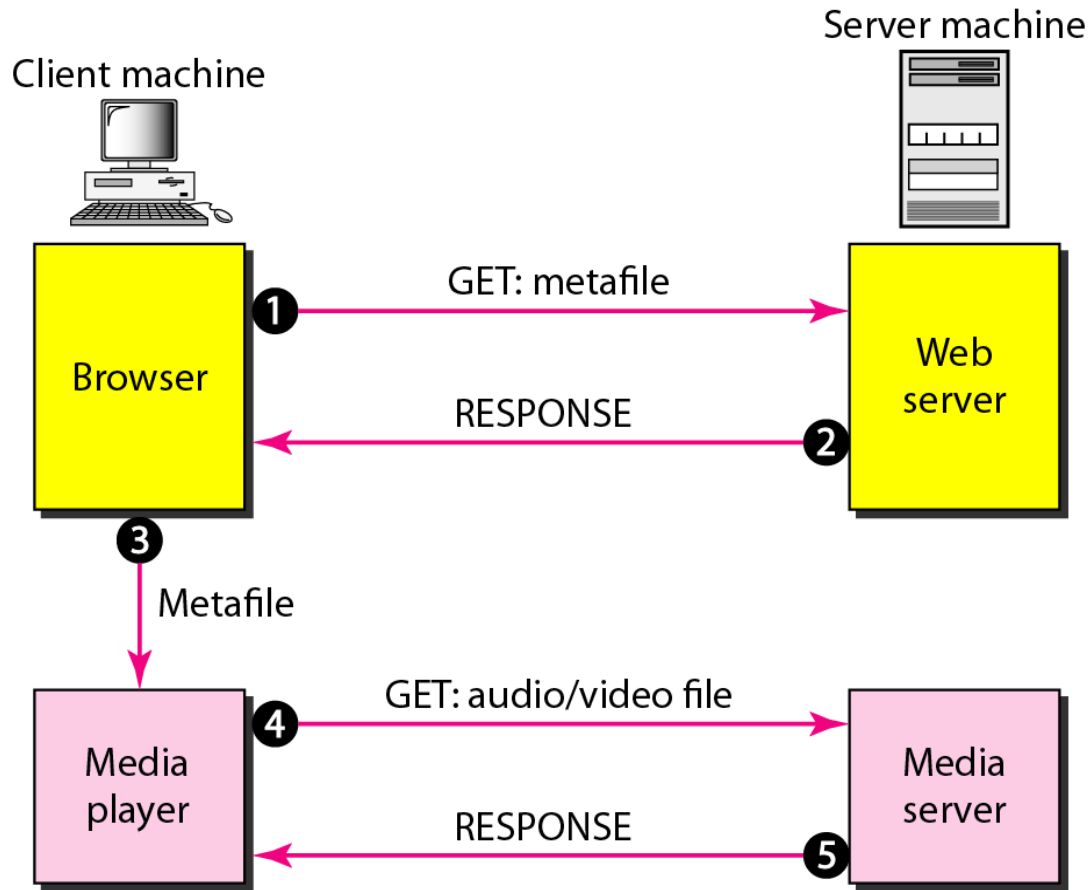 Server machine
Client machine
1
GET: metafile
Browser
Web
server
RESPONSE
2
3
Metafile
4
GET: audio/video file
Media
player
Media
server
RESPONSE
5